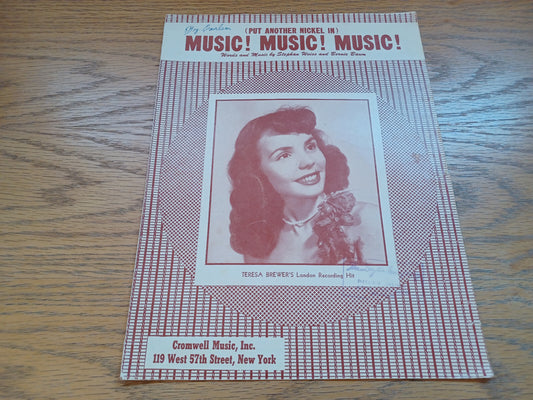 (PUT ANOTHER NICKEL IN)
MUSIC! MUSIC! MUSIC!
Words and Music by Stephan Weiss and Bernie Baum
TERESA BREWER'S London Recording Hit
Cromwell Music, Inc.
119 West 57th Street, New York